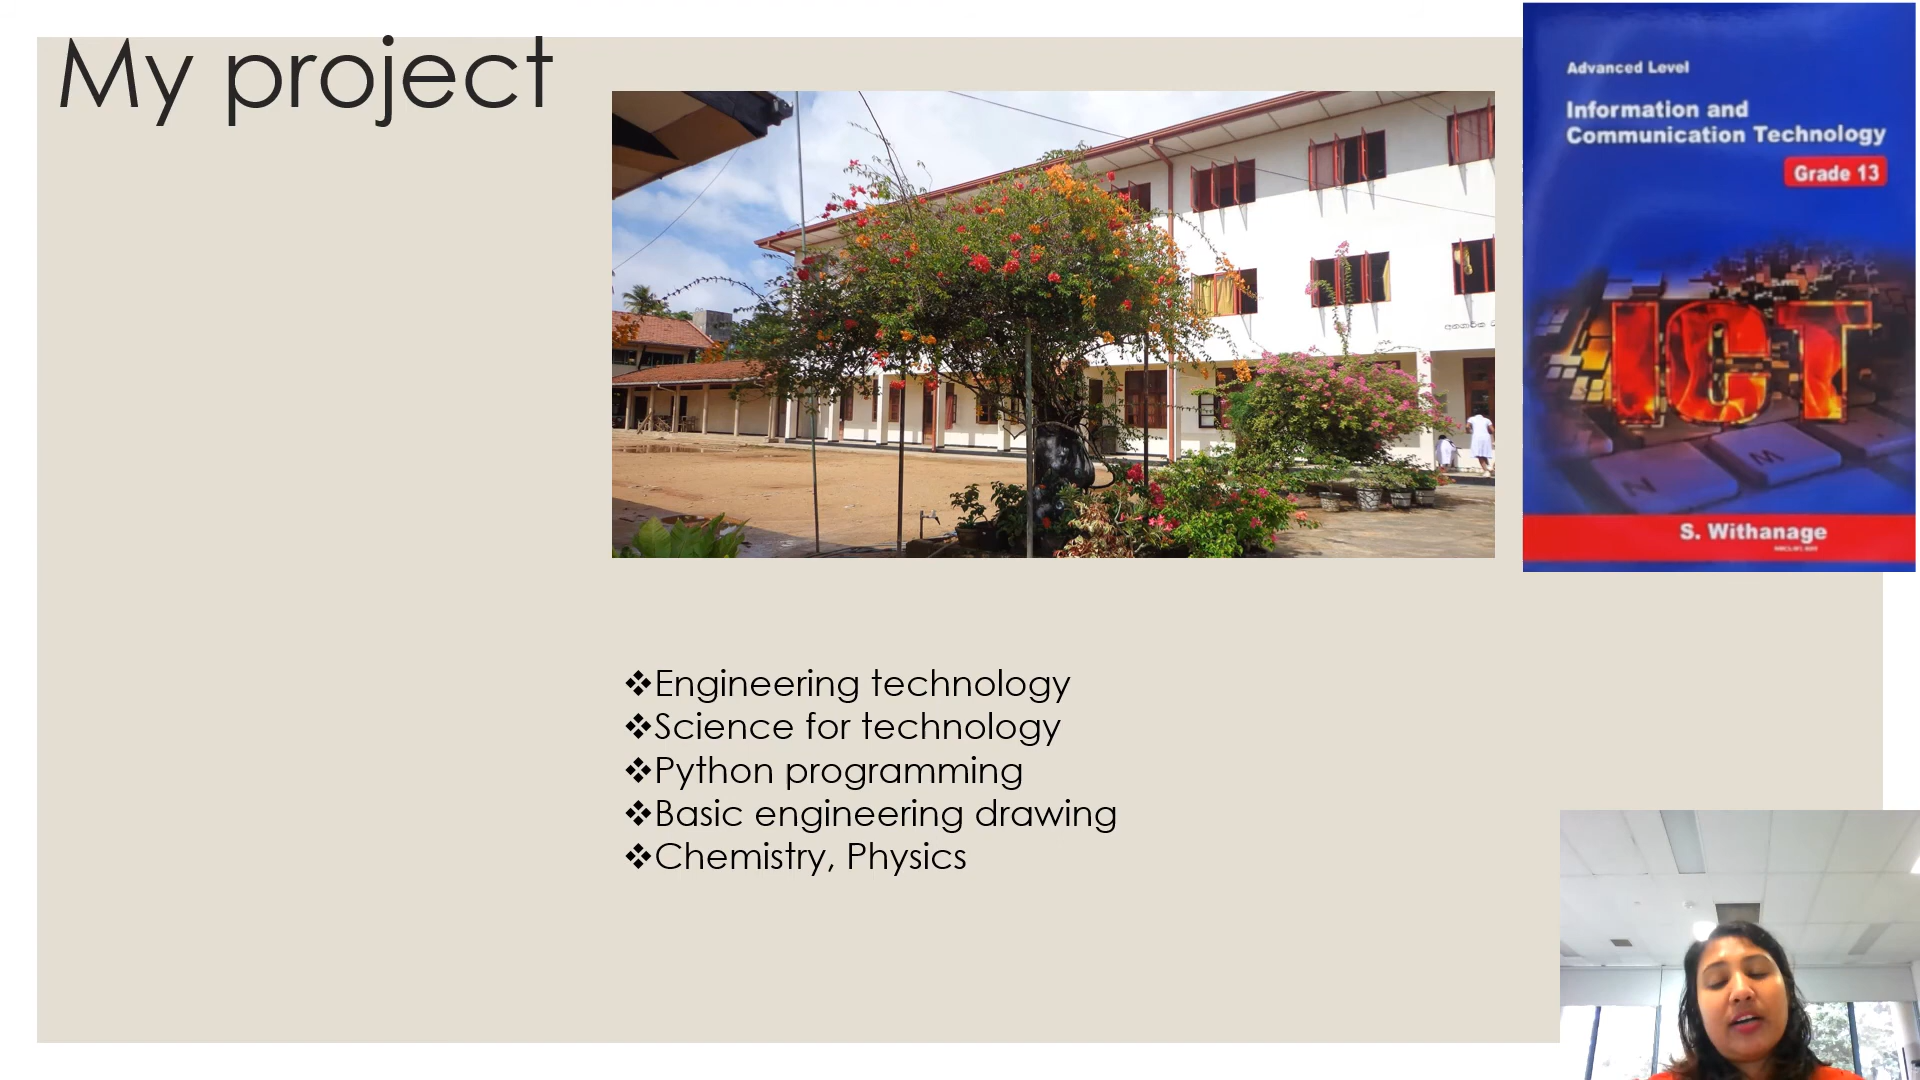 My project
Advanced Level
Information and
Communication Technology
Grade 13
ICT
N
M
S. Withanage
❖Engineering technology
❖Science for technology
❖Python programming
❖Basic engineering drawing
❖Chemistry, Physics